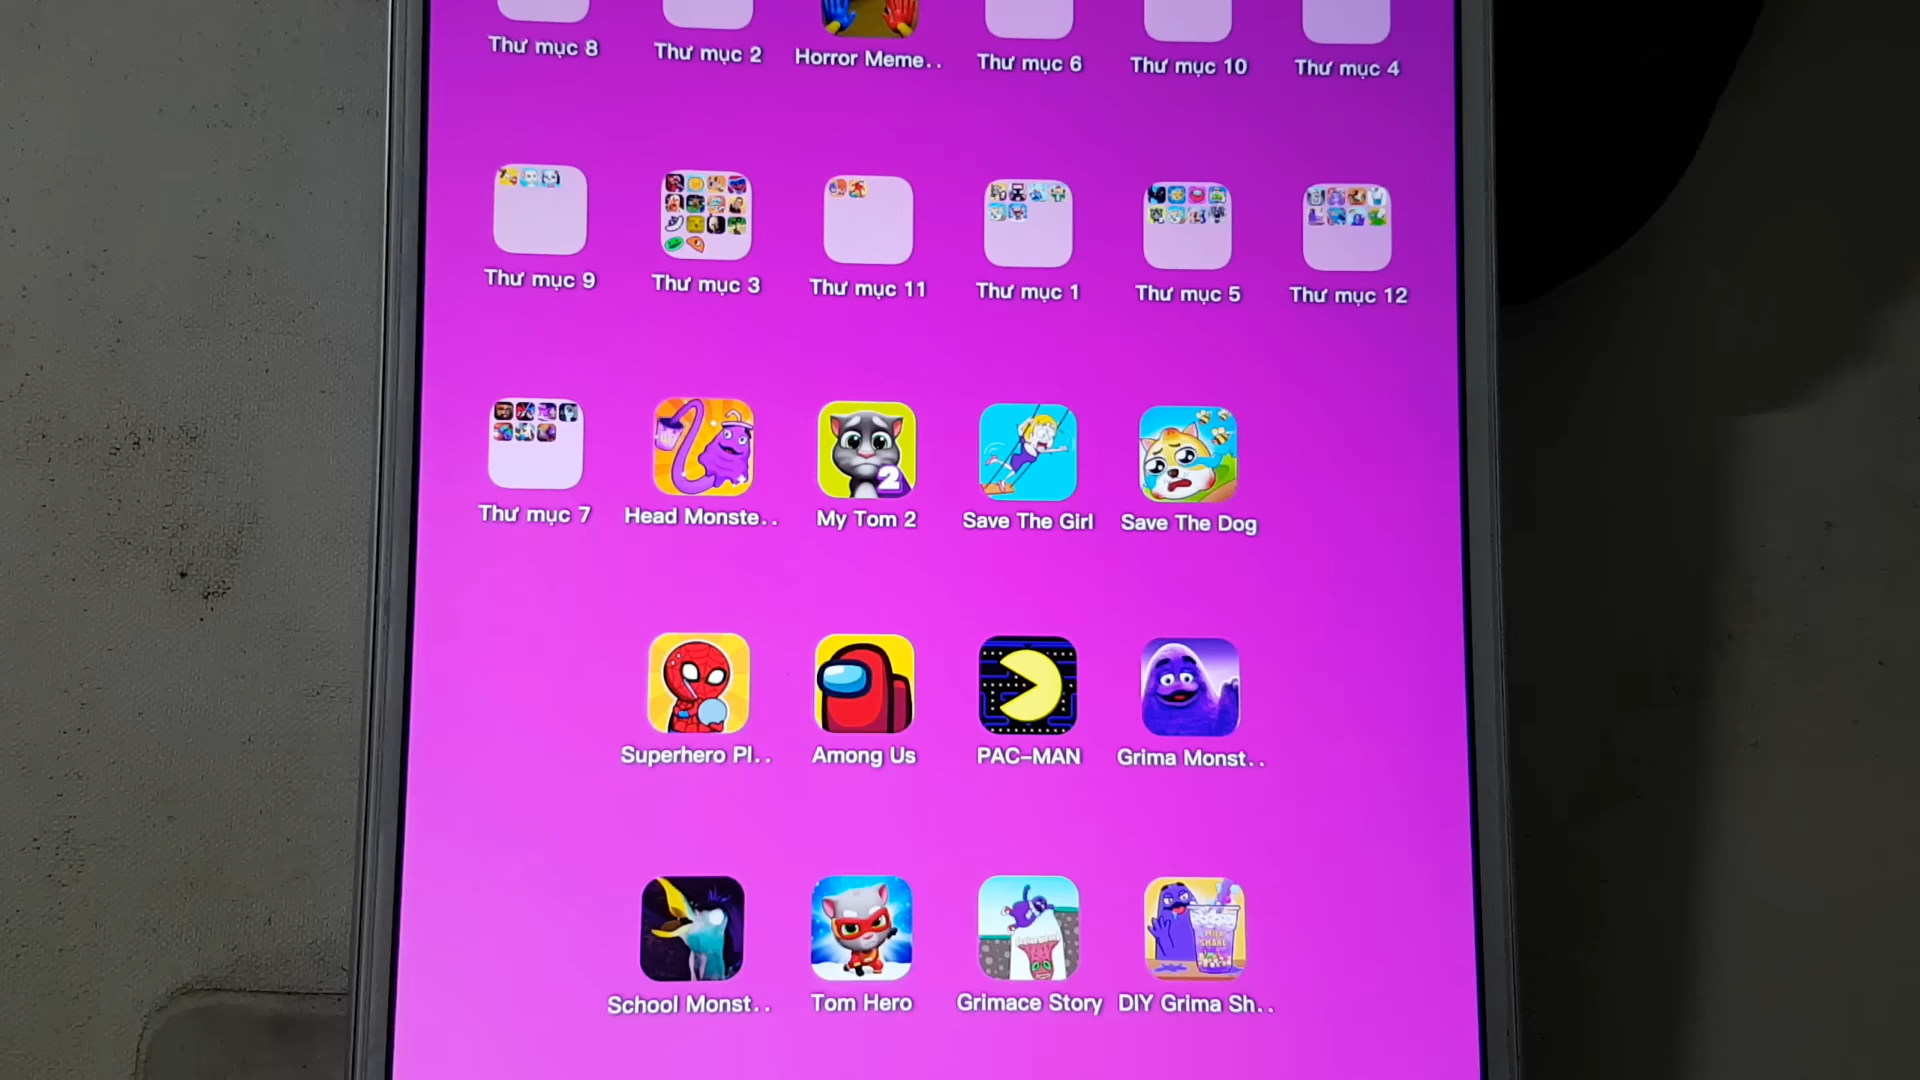 Thư mục 8
Thư mục 2
Horror Meme..
Thư mục 6
Thư mục 10
Thư mục 4
Thư mục 9
Thư mục 3
Thư mục 11
Thư mục 1
Thư mục 5
Thư mục 12
Thư mục 7
Head Monste..
2
My Tom 2
Save The Girl
Save The Dog
Superhero Pl..
Among Us
PAC-MAN
Grima Monst..
MILK
SHAKE
School Monst..
Tom Hero
Grimace Story
DIY Grima Sh..